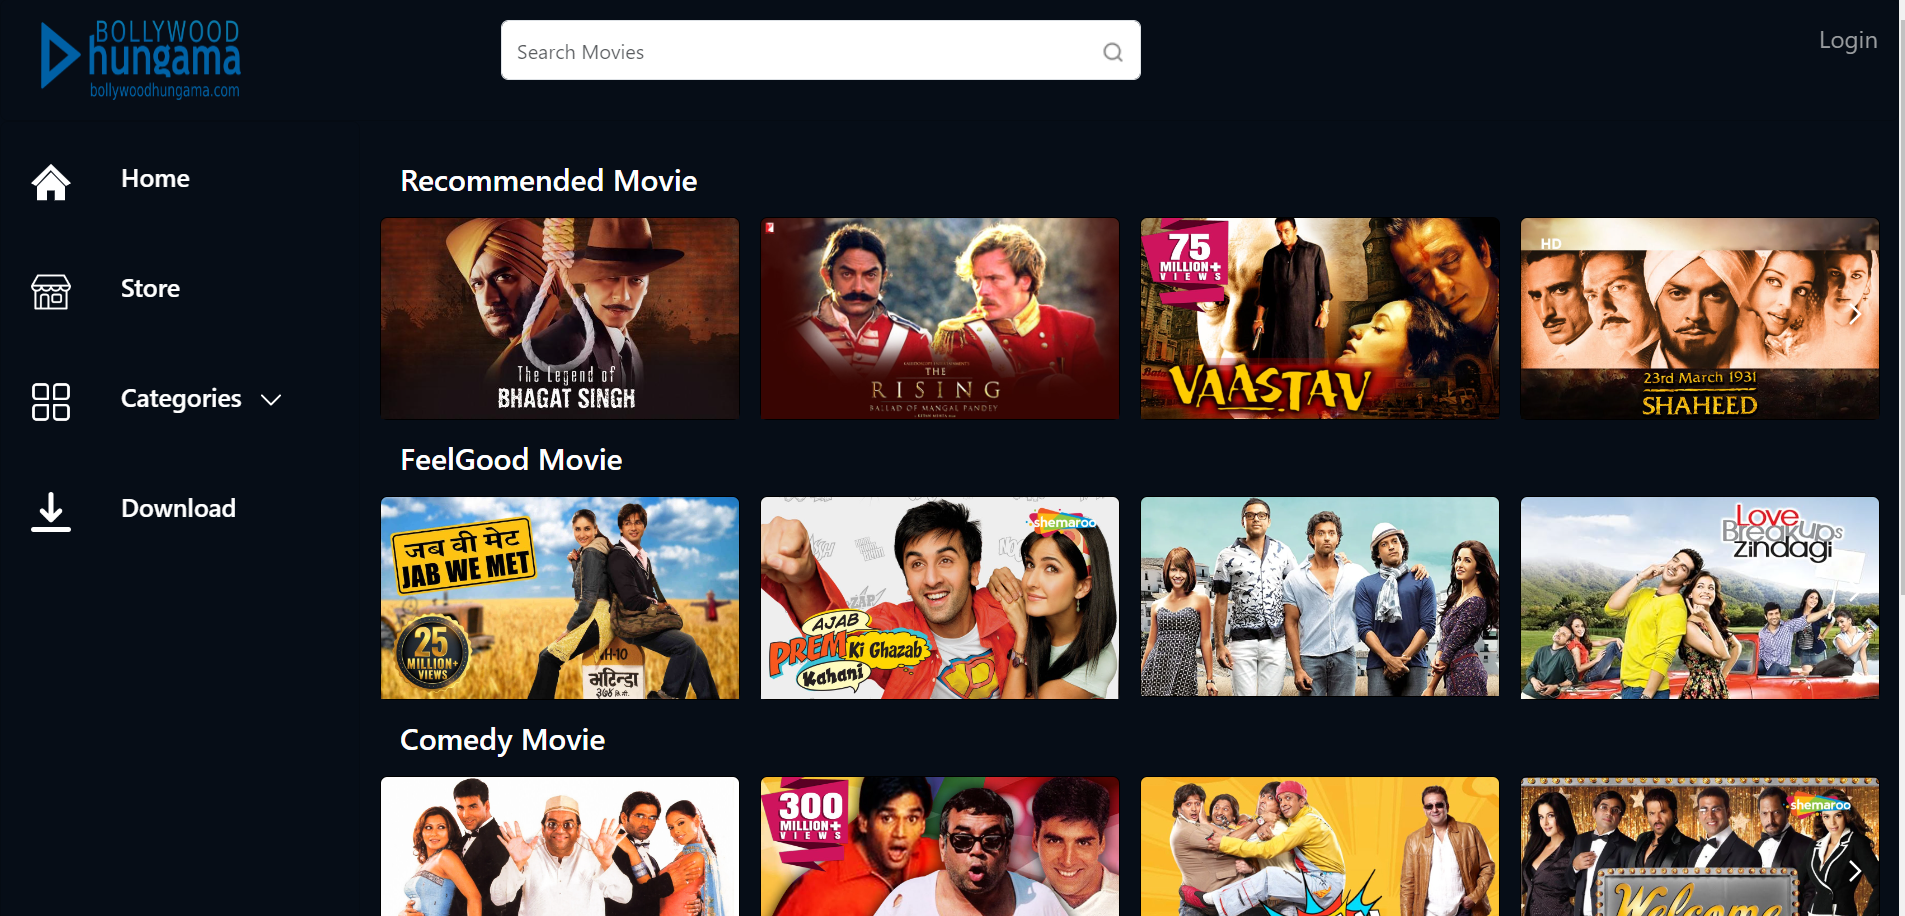 BOLLYWOOD
hungama
bollywoodhungama.com
Search Movies
Login
Home
Store
Categories
Download
Recommended Movie
The Legend of
BHAGAT SINGH
THE
RISING
BALLAD OF MANGAL PANDEY
75
MILLION+
VIEWS
VAASTAV
HD
23rd March 1931
SHAHEED
FeelGood Movie
जब वी मेट
JAB WE MET
25
MILLION+
VIEWS
NH-10
भटिन्डा
shemaroo
ZAP
AJAB
PREM Ki Ghazab
Kahani
Love
Breakups
zindagi
Comedy Movie
300
MILLION+
VIEWS
shemaroo
Welcome